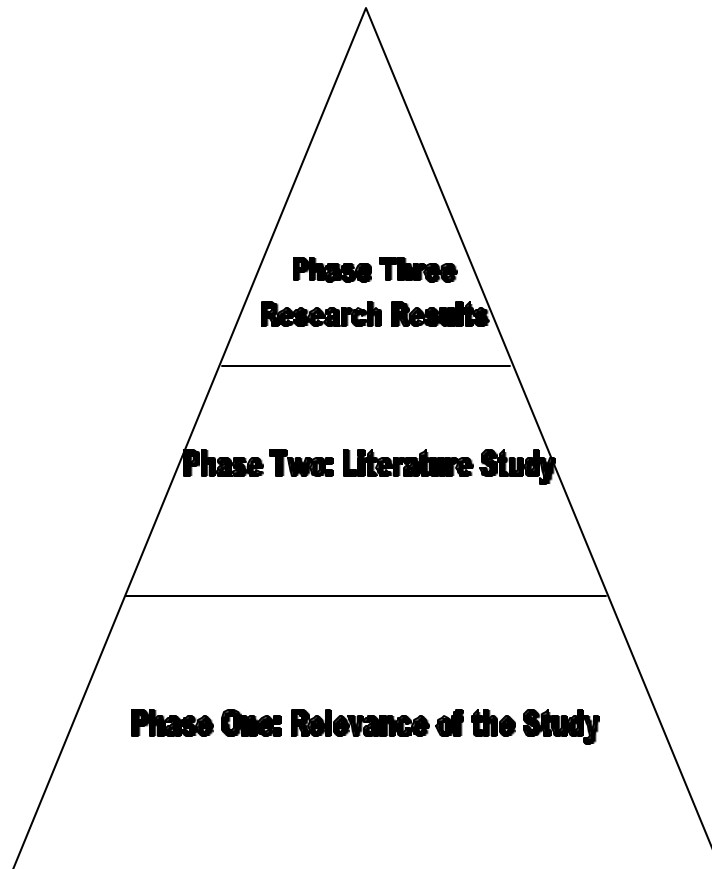 Phase Three
Research Results
Phase Two: Literature Study
Phase One: Relevance of the Study